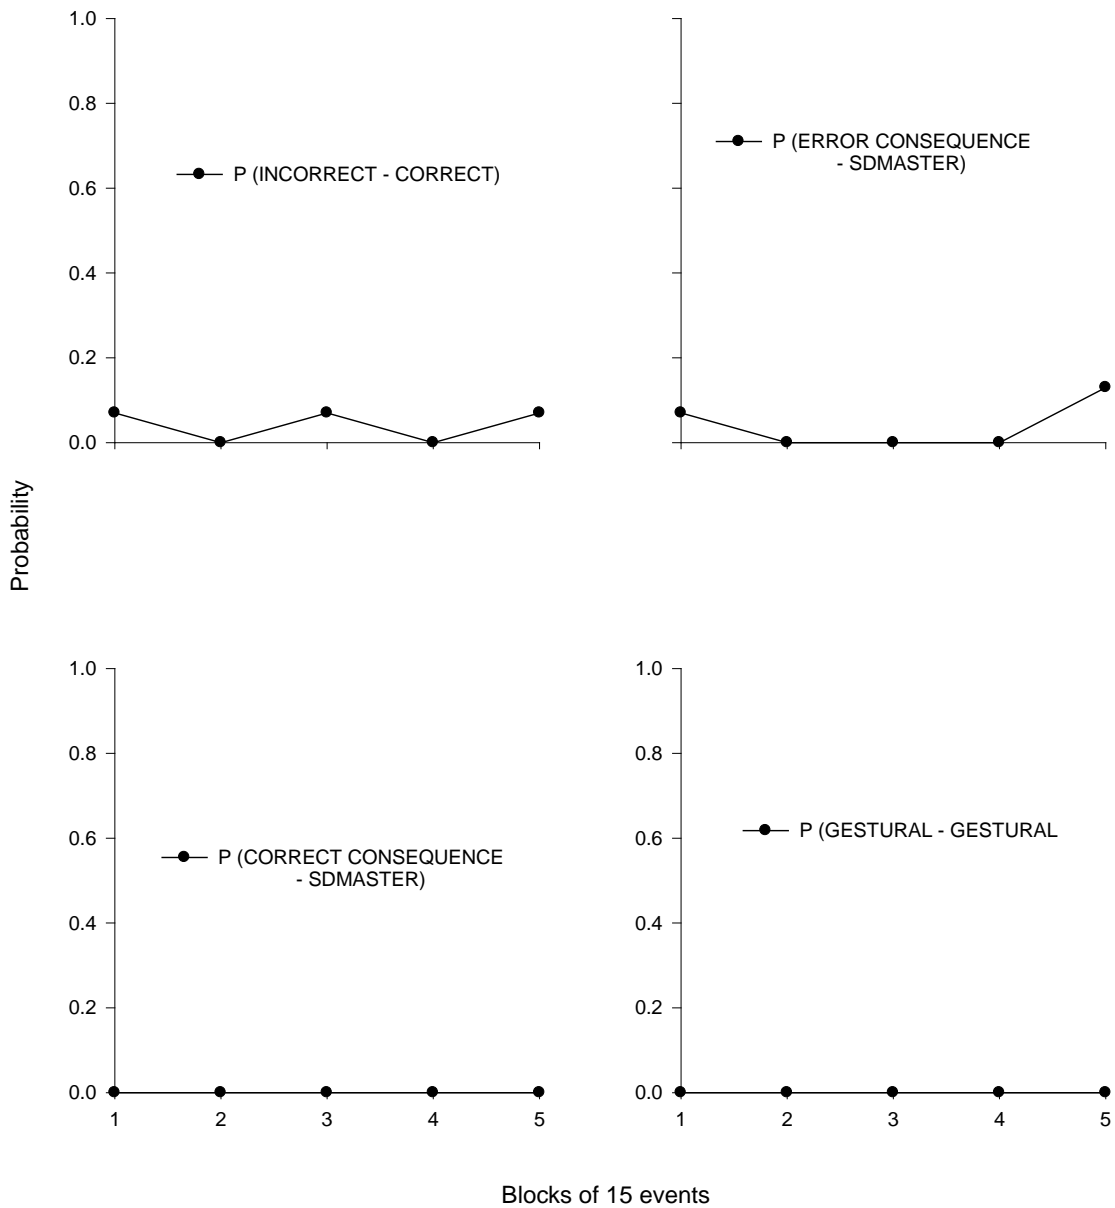 1.0
0.8
0.6
0.4
0.2
0.0
P (INCORRECT - CORRECT)
P (ERROR CONSEQUENCE
- SDMASTER)
Probability
1.0
0.8
0.6
0.4
0.2
0.0
P (CORRECT CONSEQUENCE
- SDMASTER)
1 2 3 4 5
1.0
0.8
0.6
0.4
0.2
0.0
P (GESTURAL - GESTURAL
1 2 3 4 5
Blocks of 15 events